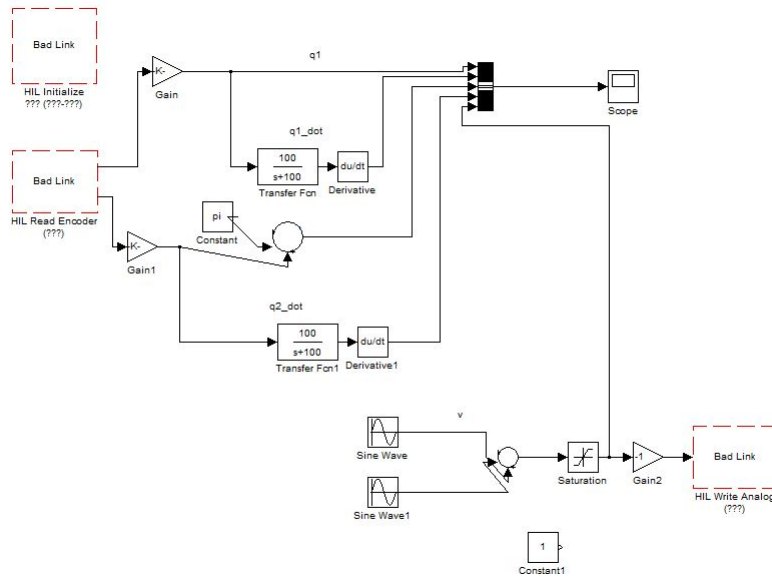 Bad Link
HIL Initialize
??? (???-???)
K-
Gain
q1
Scope
q1_dot
100
s+100
Transfer Fcn
du/dt
Derivative
Bad Link
HIL Read Encoder
(???)
pi
Constant
K-
Gain1
q2_dot
100
s+100
Transfer Fcn1
du/dt
Derivative1
v
Sine Wave
Saturation
-1
Gain2
Bad Link
HIL Write Analog
(???)
Sine Wave1
1
Constant1